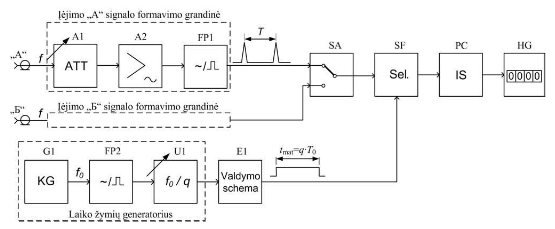 Įėjimo „A“ signalo formavimo grandinė
„A“
f
A1
A2
FP1
T
ATT
~/⎍
SA
SF
PC
HG
Sel.
IS
0000
„Б“
f
Įėjimo „Б“ signalo formavimo grandinė
G1
FP2
U1
E1
tmat=q·T0
KG
f0
~/⎍
f0 / q
Valdymo
schema
Laiko žymių generatorius